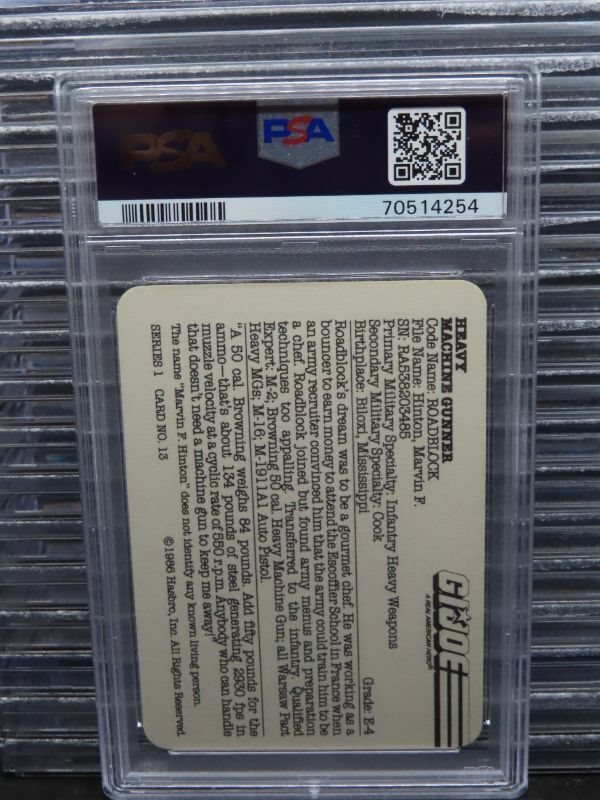 PSA
PSA
70514254
HEAVY
MACHINE GUNNER
Code Name: ROADBLOCK
File Name: Hinton, Marvin F.
SN: RA538203485
Primary Military Specialty: Infantry Heavy Weapons
Secondary Military Specialty: Cook
Birthplace: Biloxi, Mississippi
Grade: E-4
G.I. JOE
A REAL AMERICAN HERO®
Roadblock's dream was to be a gourmet chef. He was working as a
bouncer to earn money to attend the Escoffier School in France when
an army recruiter convinced him that the army could train him to be
a chef. Roadblock joined but found army menus and preparation
techniques too appalling. Transferred to the infantry. Qualified
Expert: M-2; Browning 50 cal. Heavy Machine Gun; all Warsaw Pact
Heavy MGs; M-16; M-1911A1 Auto Pistol.
"A 50 cal. Browning weighs 84 pounds. Add fifty pounds for the
ammo—that's about 134 pounds of steel generating 2930 fps in
muzzle velocity at a cyclic rate of 550 r.p.m. Anybody who can handle
that doesn't need a machine gun to keep me away!"
The name "Marvin F. Hinton" does not identify any known living person.
SERIES 1 CARD NO. 13
©1986 Hasbro, Inc. All Rights Reserved.